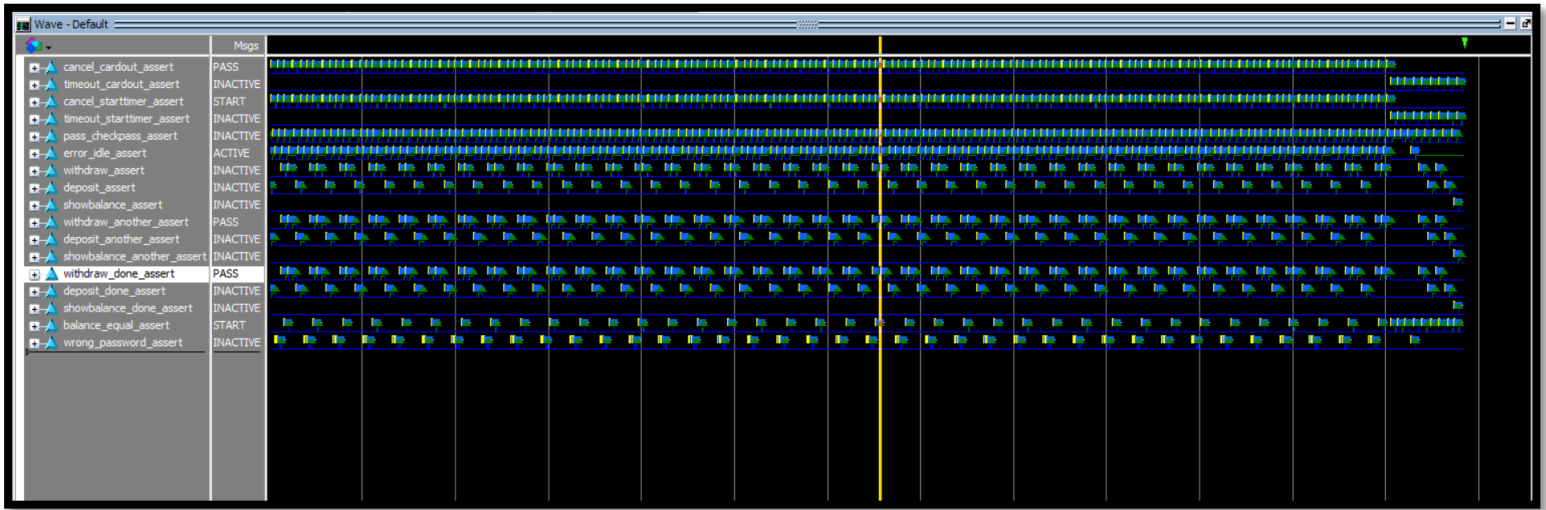 Wave - Default
Msgs
cancel_cardout_assert PASS
timeout_cardout_assert INACTIVE
cancel_starttimer_assert START
timeout_starttimer_assert INACTIVE
pass_checkpass_assert INACTIVE
error_idle_assert ACTIVE
withdraw_assert INACTIVE
deposit_assert INACTIVE
showbalance_assert INACTIVE
withdraw_another_assert PASS
deposit_another_assert INACTIVE
showbalance_another_assert INACTIVE
withdraw_done_assert PASS
deposit_done_assert INACTIVE
showbalance_done_assert INACTIVE
balance_equal_assert START
wrong_password_assert INACTIVE